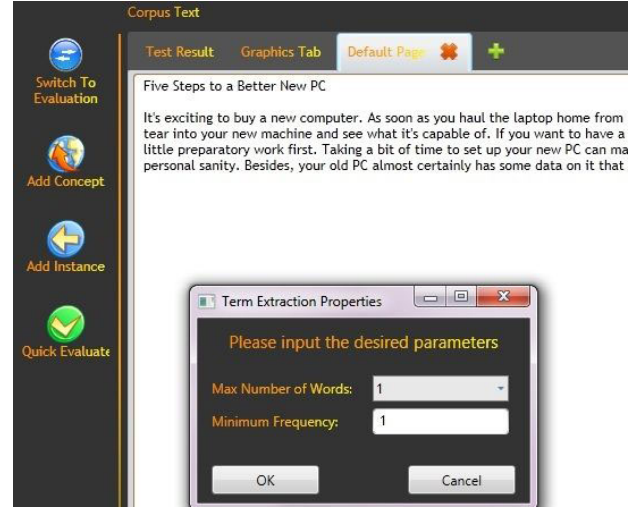 Corpus Text
Switch To
Evaluation
Add Concept
Add Instance
Quick Evaluate
Test Result Graphics Tab Default Page
Five Steps to a Better New PC
It's exciting to buy a new computer. As soon as you haul the laptop home from
tear into your new machine and see what it's capable of. If you want to have a
little preparatory work first. Taking a bit of time to set up your new PC can ma
personal sanity. Besides, your old PC almost certainly has some data on it that
Term Extraction Properties
Please input the desired parameters
Max Number of Words: 1
Minimum Frequency: 1
OK Cancel